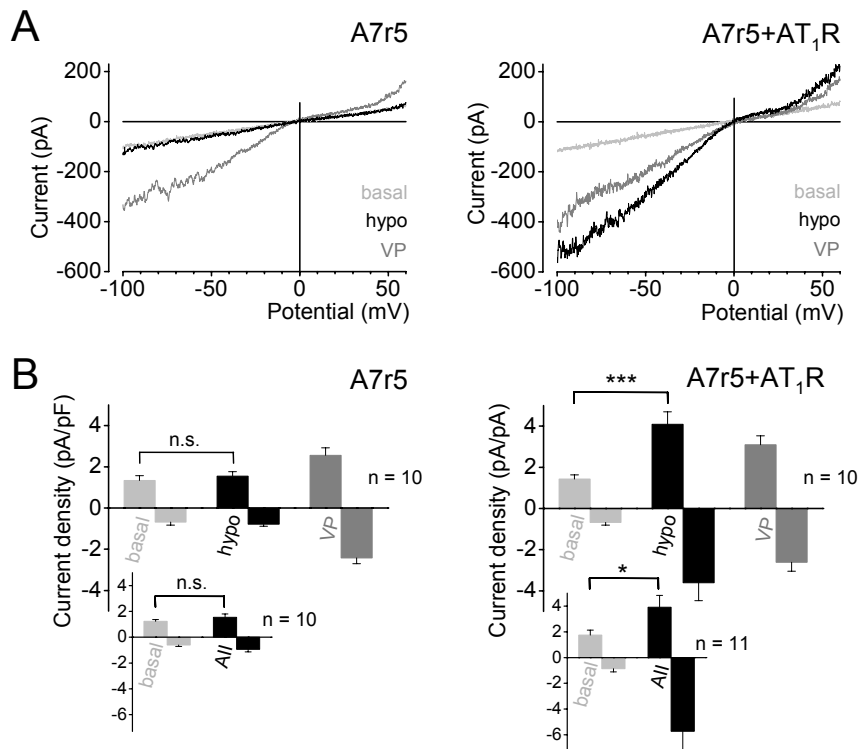 A
A7r5
A7r5+AT1R
200
0
-200
-400
-600
Current (pA)
basal
hypo
VP
-100
-50
0
50
Potential (mV)
200
0
-200
-400
-600
Current (pA)
basal
hypo
VP
-100
-50
0
50
Potential (mV)
B
A7r5
A7r5+AT1R
Current density (pA/pF)
4
2
0
-2
-4
n.s.
n = 10
basal
hypo
VP
4
2
0
-2
-4
-6
n.s.
n = 10
basal
AII
Current density (pA/pA)
4
2
0
-2
-4
***
n = 10
basal
hypo
VP
4
2
0
-2
-4
-6
*
n = 11
basal
AII